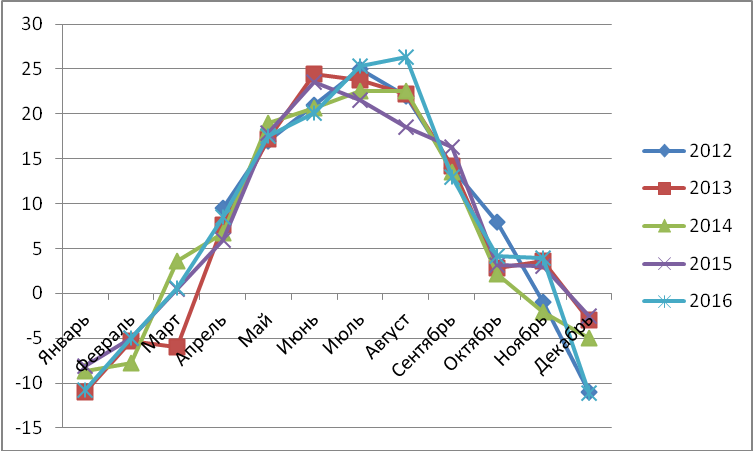 30
25
20
15
10
5
0
-5
-10
-15
Январь
Февраль
Март
Апрель
Май
Июнь
Июль
Август
Сентябрь
Октябрь
Ноябрь
Декабрь
2012
2013
2014
2015
2016